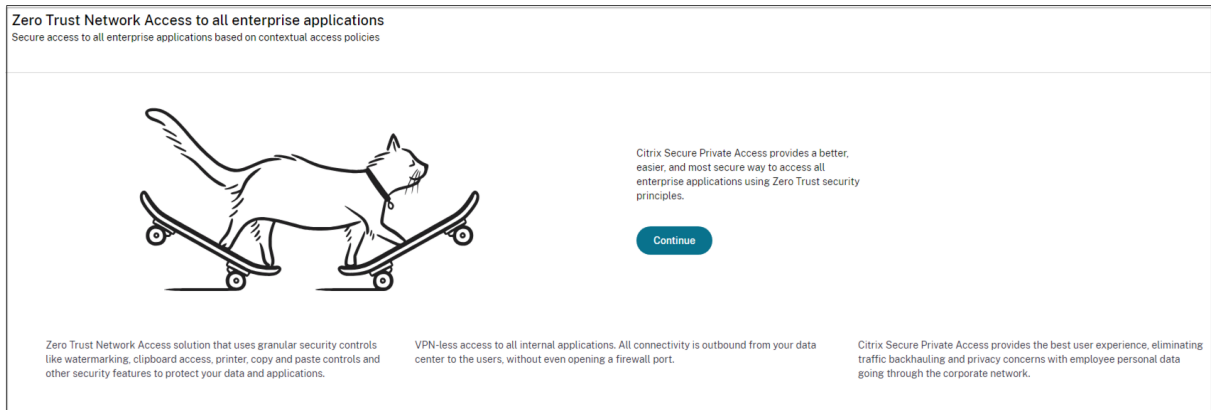 Zero Trust Network Access to all enterprise applications
Secure access to all enterprise applications based on contextual access policies
Citrix Secure Private Access provides a better,
easier, and most secure way to access all
enterprise applications using Zero Trust security
principles.
Continue
Zero Trust Network Access solution that uses granular security controls
like watermarking, clipboard access, printer, copy and paste controls and
other security features to protect your data and applications.
VPN-less access to all internal applications. All connectivity is outbound from your data
center to the users, without even opening a firewall port.
Citrix Secure Private Access provides the best user experience, eliminating
traffic backhauling and privacy concerns with employee personal data
going through the corporate network.